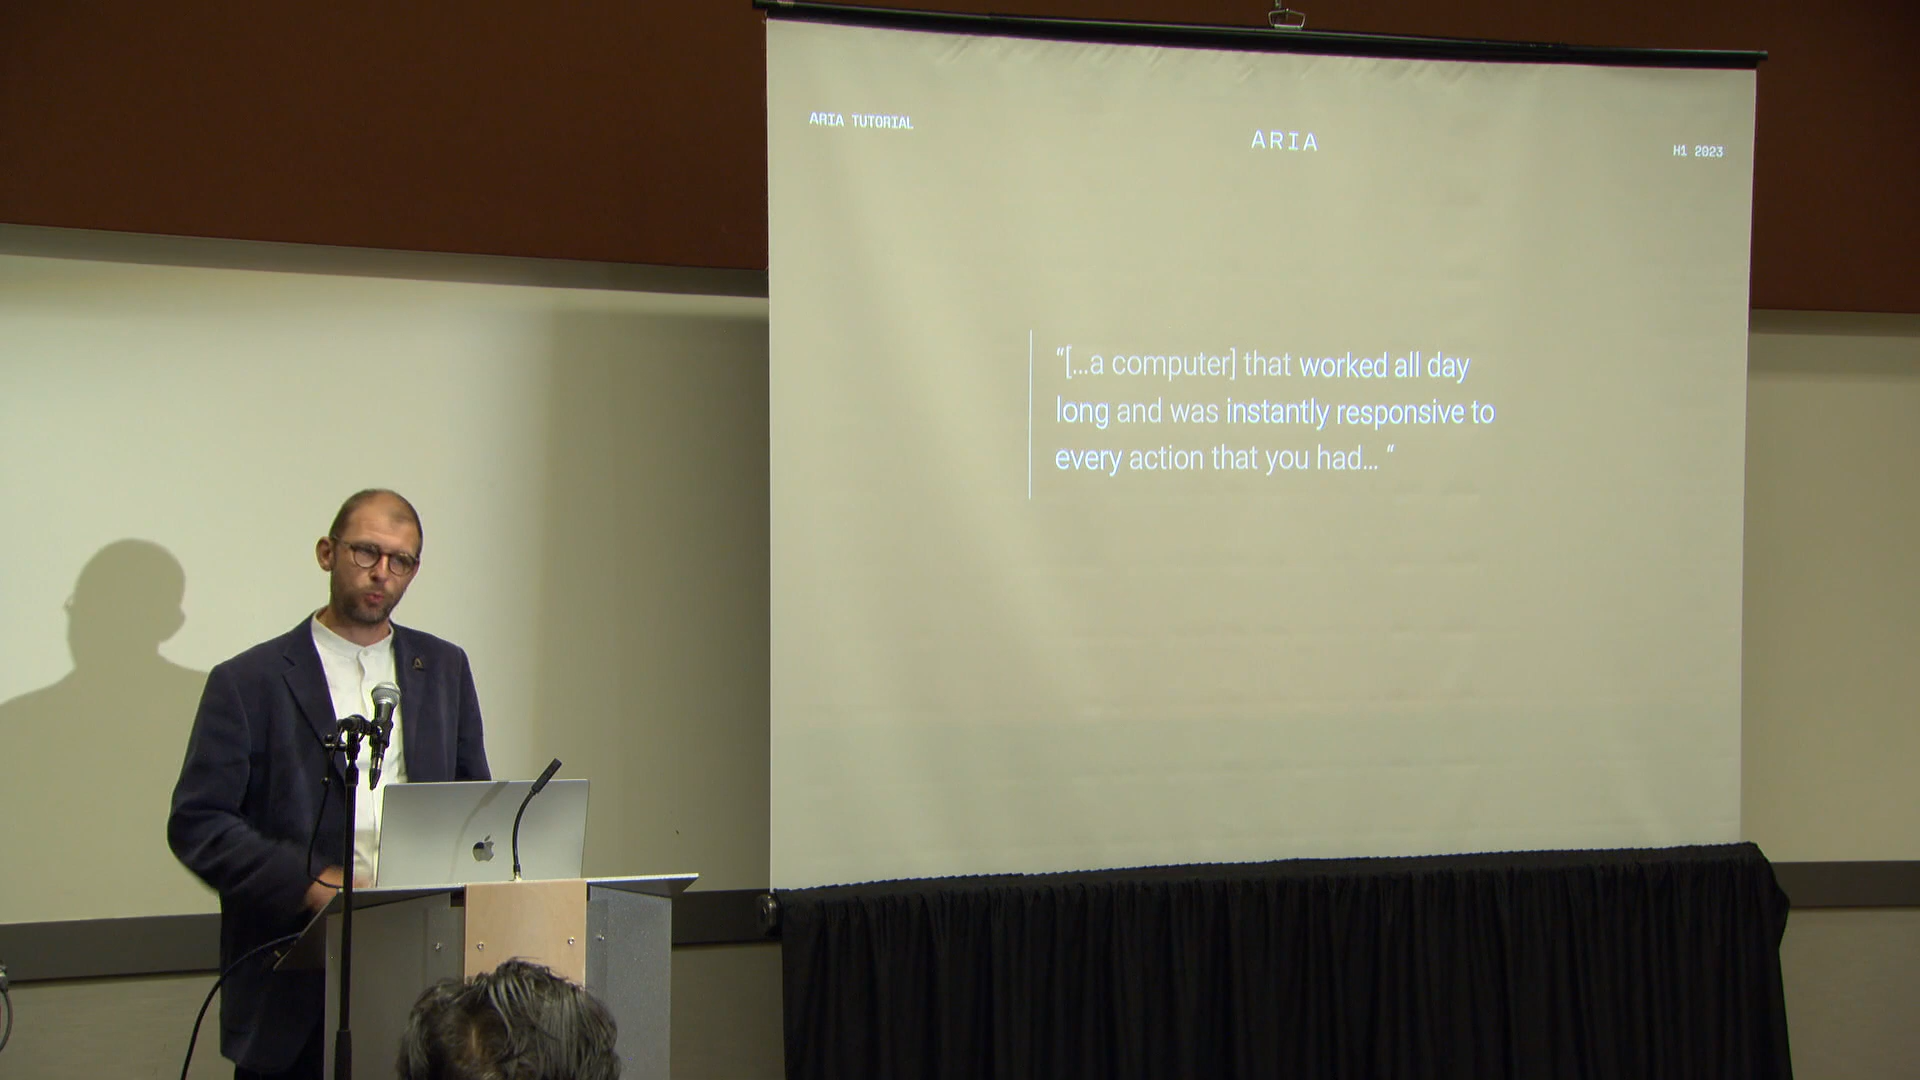 ARIA TUTORIAL
ARIA
H1 2023
“[...a computer] that worked all day
long and was instantly responsive to
every action that you had... “